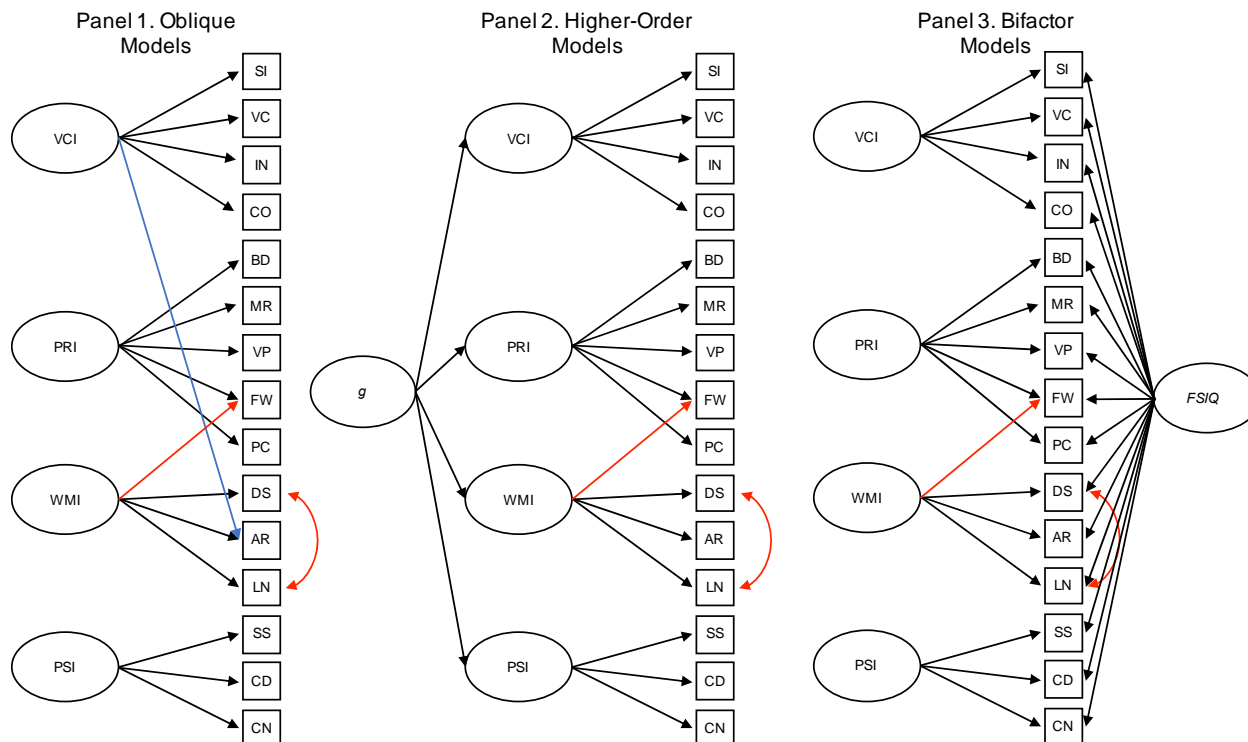 Panel 1. Oblique
Models
VCI
PRI
WMI
PSI
SI
VC
IN
CO
BD
MR
VP
FW
PC
DS
AR
LN
SS
CD
CN
Panel 2. Higher-Order
Models
g
VCI
PRI
WMI
PSI
SI
VC
IN
CO
BD
MR
VP
FW
PC
DS
AR
LN
SS
CD
CN
Panel 3. Bifactor
Models
VCI
PRI
WMI
PSI
SI
VC
IN
CO
BD
MR
VP
FW
PC
DS
AR
LN
SS
CD
CN
FSIQ